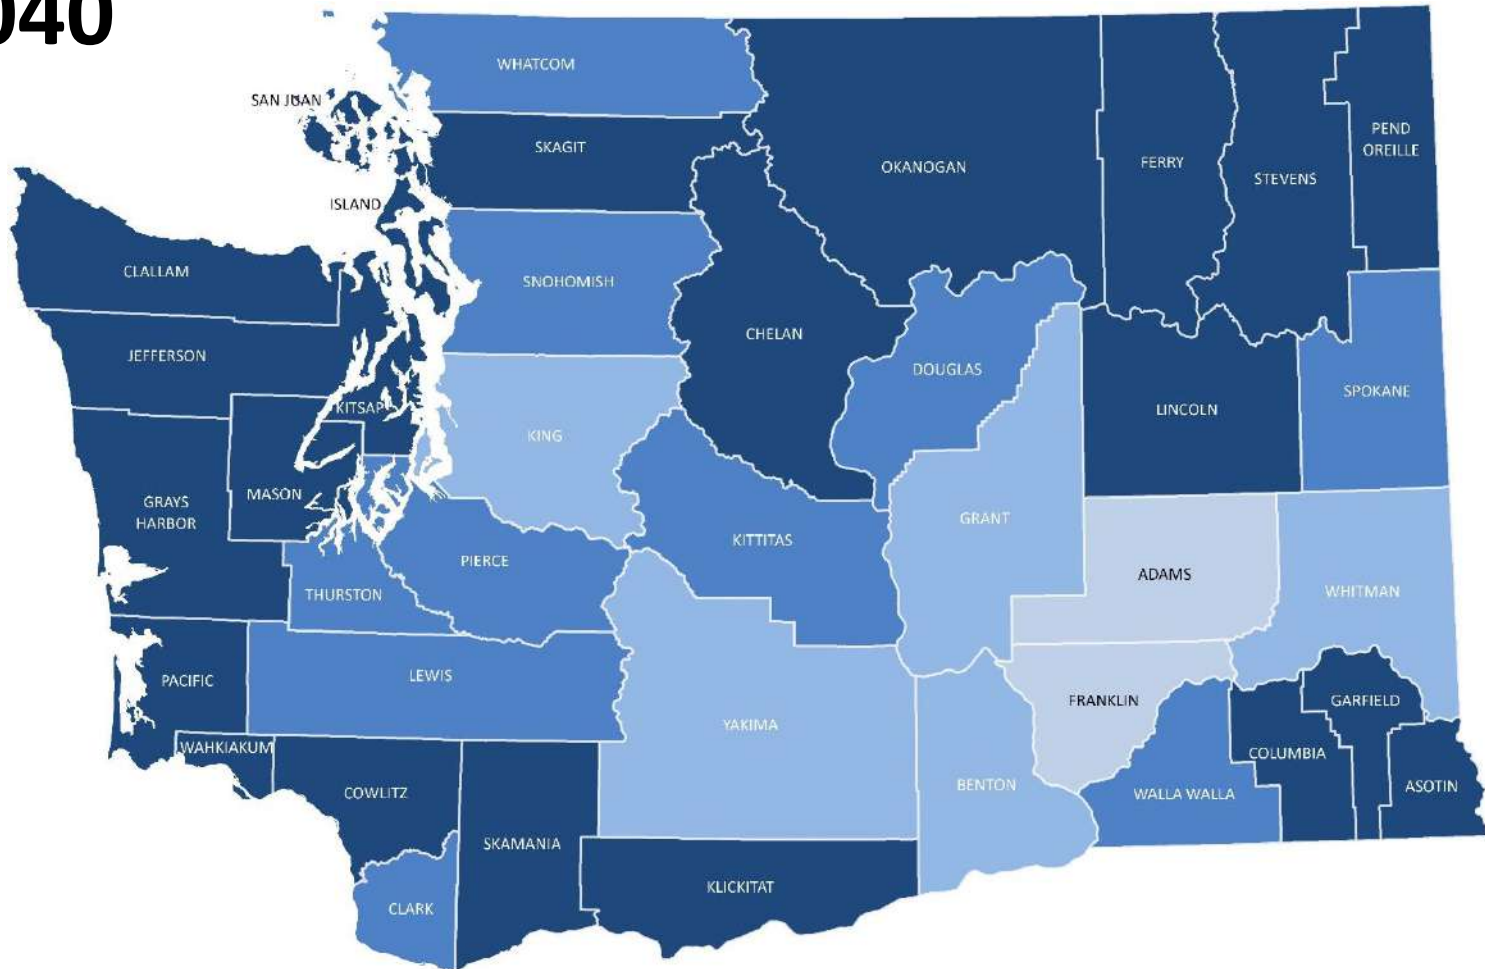 040
WHATCOM
SAN JUAN
SKAGIT
PEND
OREILLE
OKANOGAN
FERRY
STEVENS
ISLAND
CLALLAM
SNOHOMISH
CHELAN
JEFFERSON
DOUGLAS
SPOKANE
KITSAP
LINCOLN
KING
MASON
GRAYS
HARBOR
GRANT
KITTITAS
PIERCE
ADAMS
THURSTON
WHITMAN
LEWIS
PACIFIC
FRANKLIN
GARFIELD
YAKIMA
WAHKIAKUM
COLUMBIA
BENTON
ASOTIN
COWLITZ
WALLA WALLA
SKAMANIA
KLICKITAT
CLARK